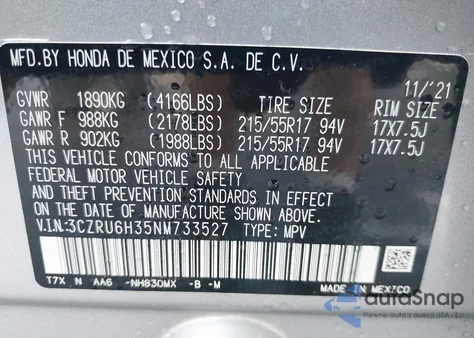 MFD.BY HONDA DE MEXICO S.A. DE C.V.
11/'21
GVWR 1890KG (4166LBS) TIRE SIZE RIM SIZE
GAWR F 988KG (2178LBS) 215/55R17 94V 17X7.5J
GAWR R 902KG (1988LBS) 215/55R17 94V 17X7.5J
THIS VEHICLE CONFORMS TO ALL APPLICABLE
FEDERAL MOTOR VEHICLE SAFETY
AND THEFT PREVENTION STANDARDS IN
EFFECT ON THE DATE OF
MANUFACTURE SHOWN ABOVE.
V.I.N:3CZRU6H35NM733527 TYPE: MPV
T7X N AA6 -NH830MX -B -M MADE IN MEXICO
autoSnap
Pewne auto z USA